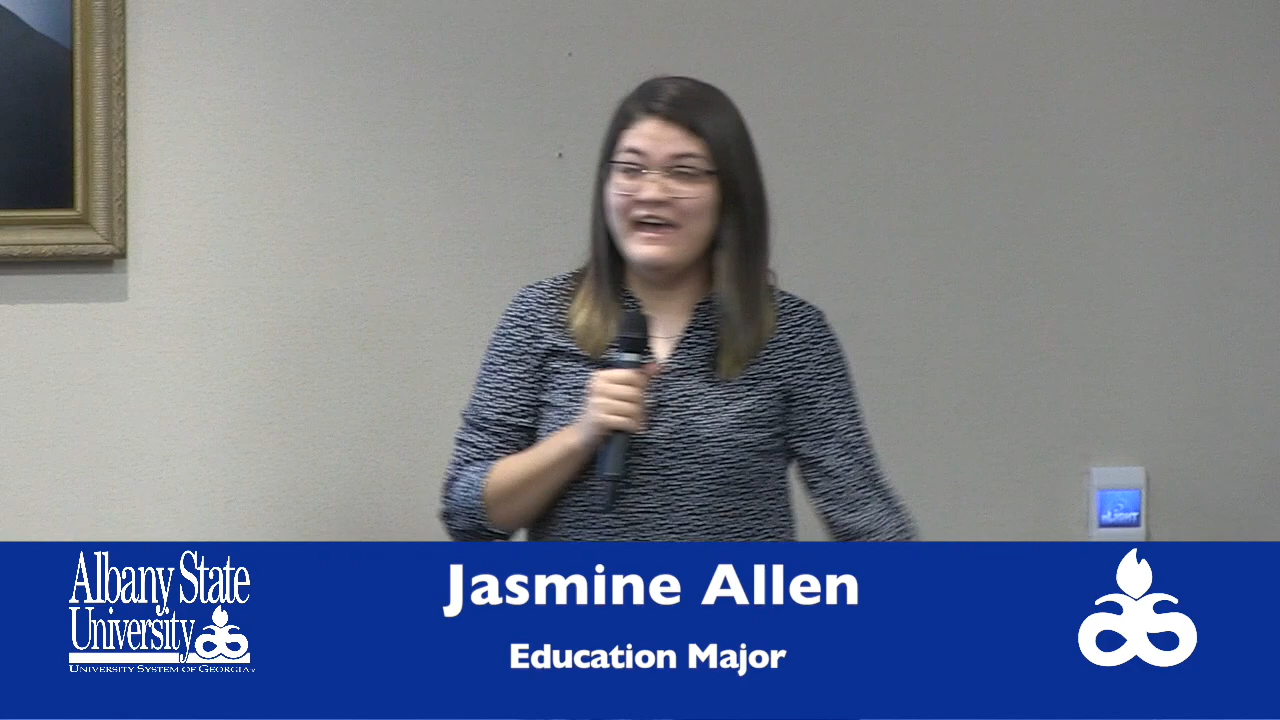 Albany State
University
UNIVERSITY SYSTEM OF GEORGIA
Jasmine Allen
Education Major